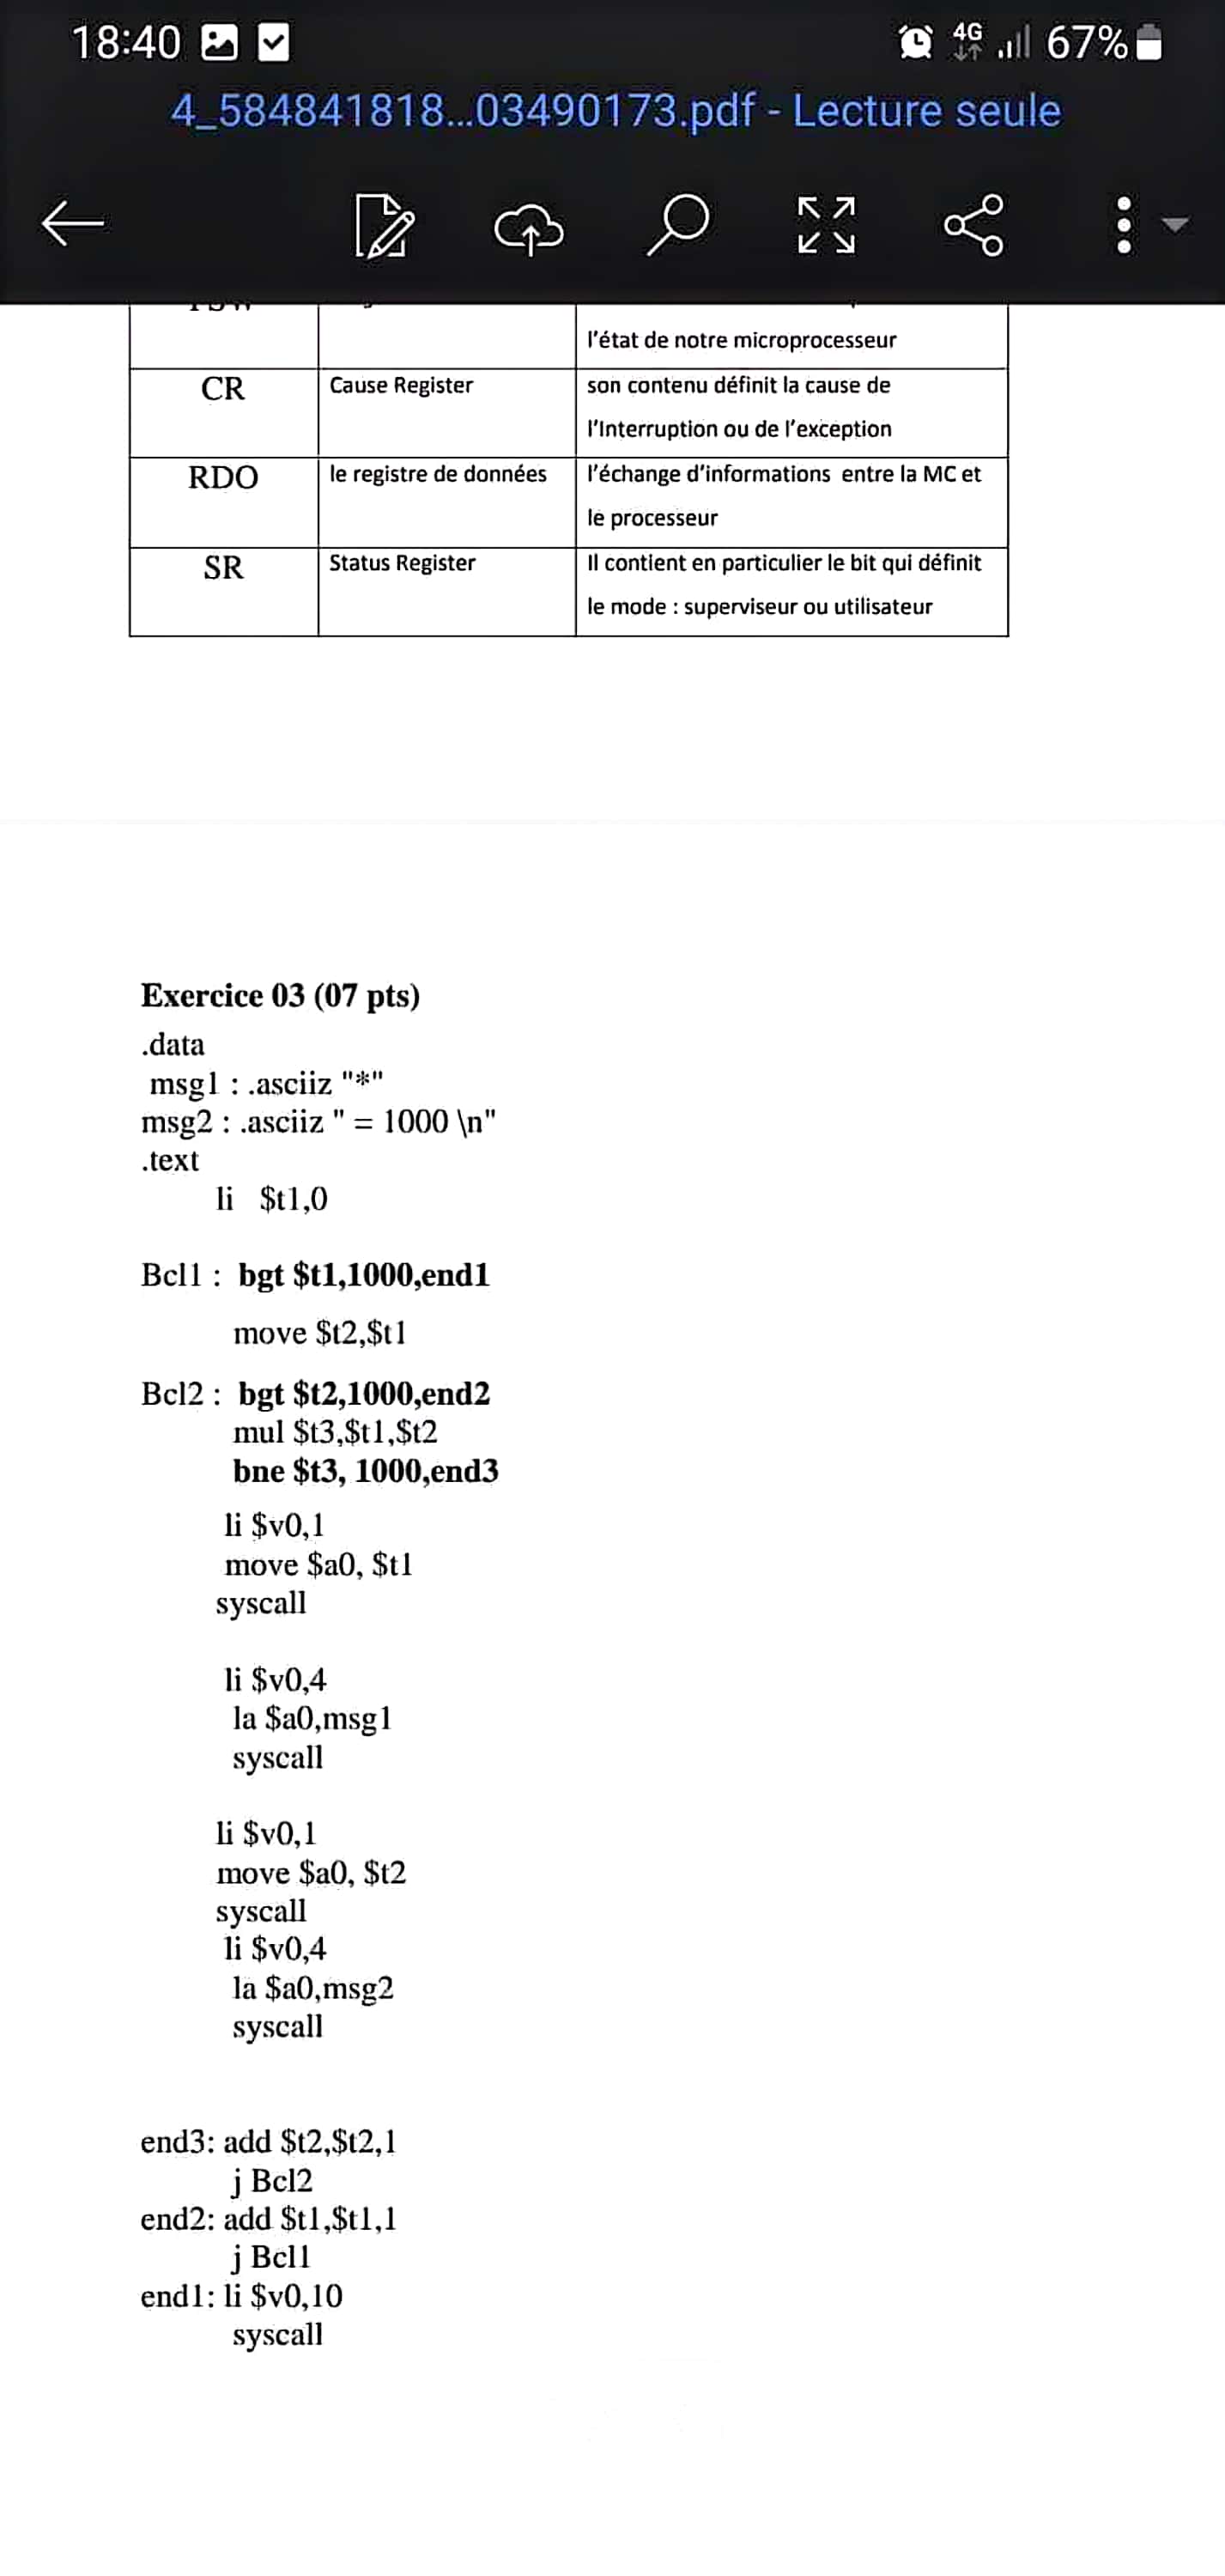 18:40
4G
67%
4_584841818...03490173.pdf - Lecture seule
l'état de notre microprocesseur
CR Cause Register son contenu définit la cause de
l'Interruption ou de l'exception
RDO le registre de données l'échange d'informations entre la MC et
le processeur
SR Status Register Il contient en particulier le bit qui définit
le mode : superviseur ou utilisateur
Exercice 03 (07 pts)
.data
msg1 : .asciiz "*"
msg2 : .asciiz " = 1000 \n"
.text
li $t1,0
Bcl1 : bgt $t1,1000,end1
move $t2,$t1
Bcl2 : bgt $t2,1000,end2
mul $t3,$t1,$t2
bne $t3, 1000,end3
li $v0,1
move $a0, $t1
syscall
li $v0,4
la $a0,msg1
syscall
li $v0,1
move $a0, $t2
syscall
li $v0,4
la $a0,msg2
syscall
end3: add $t2,$t2,1
j Bcl2
end2: add $t1,$t1,1
j Bcl1
end1: li $v0,10
syscall